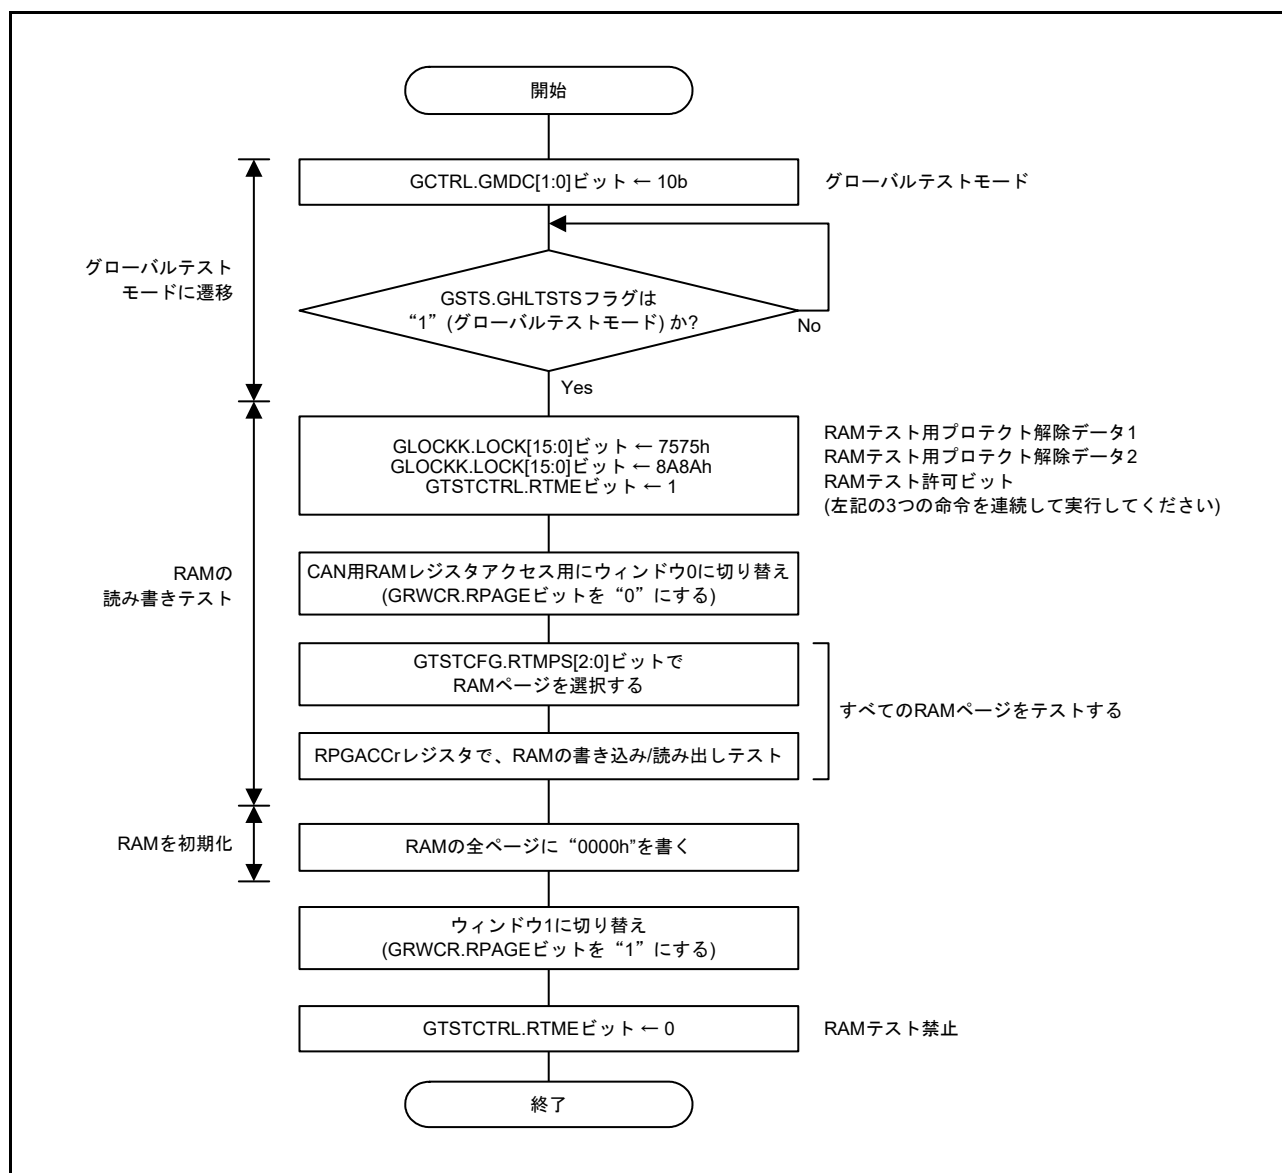 開始
GCTRL.GMDC[1:0]ビット ← 10b
グローバルテストモード
グローバルテスト
モードに遷移
GSTS.GHLTSTSフラグは
“1” (グローバルテストモード) か?
No
Yes
GLOCKK.LOCK[15:0]ビット ← 7575h
GLOCKK.LOCK[15:0]ビット ← 8A8Ah
GTSTCTRL.RTMEビット ← 1
RAMテスト用プロテクト解除データ1
RAMテスト用プロテクト解除データ2
RAMテスト許可ビット
(左記の3つの命令を連続して実行してください)
RAMの
読み書きテスト
CAN用RAMレジスタアクセス用にウィンドウ0に切り替え
(GRWCR.RPAGEビットを“0”にする)
GTSTCFG.RTMPS[2:0]ビットで
RAMページを選択する
すべてのRAMページをテストする
RPGACCrレジスタで、RAMの書き込み/読み出しテスト
RAMを初期化
RAMの全ページに“0000h”を書く
ウィンドウ1に切り替え
(GRWCR.RPAGEビットを“1”にする)
GTSTCTRL.RTMEビット ← 0
RAMテスト禁止
終了